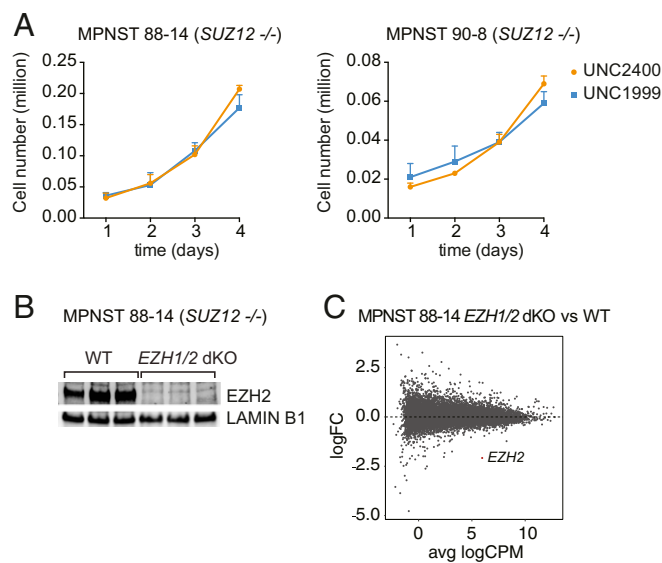 A
MPNST 88-14 (SUZ12 -/-)
Cell number (million)
0.25
0.20
0.15
0.10
0.05
0.00
1 2 3 4
time (days)
MPNST 90-8 (SUZ12 -/-)
Cell number (million)
0.08
0.06
0.04
0.02
0.00
1 2 3 4
time (days)
UNC2400
UNC1999
B
MPNST 88-14 (SUZ12 -/-)
WT EZH1/2 dKO
EZH2
LAMIN B1
C
MPNST 88-14 EZH1/2 dKO vs WT
logFC
2.5
0.0
-2.5
-5.0
EZH2
0 5 10
avg logCPM